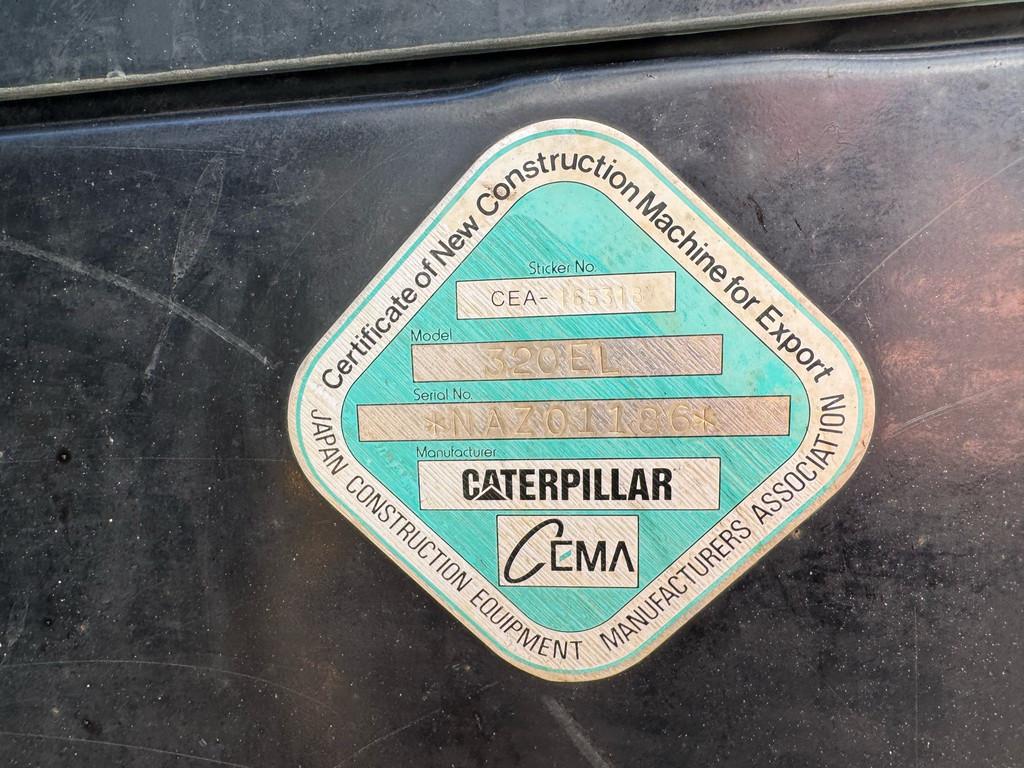 Certificate of New Construction Machine for Export
Sticker No.
CEA-
Model
320EL
Serial No.
*NAZ01186*
Manufacturer
CATERPILLAR
CEMA
JAPAN CONSTRUCTION EQUIPMENT MANUFACTURERS ASSOCIATION